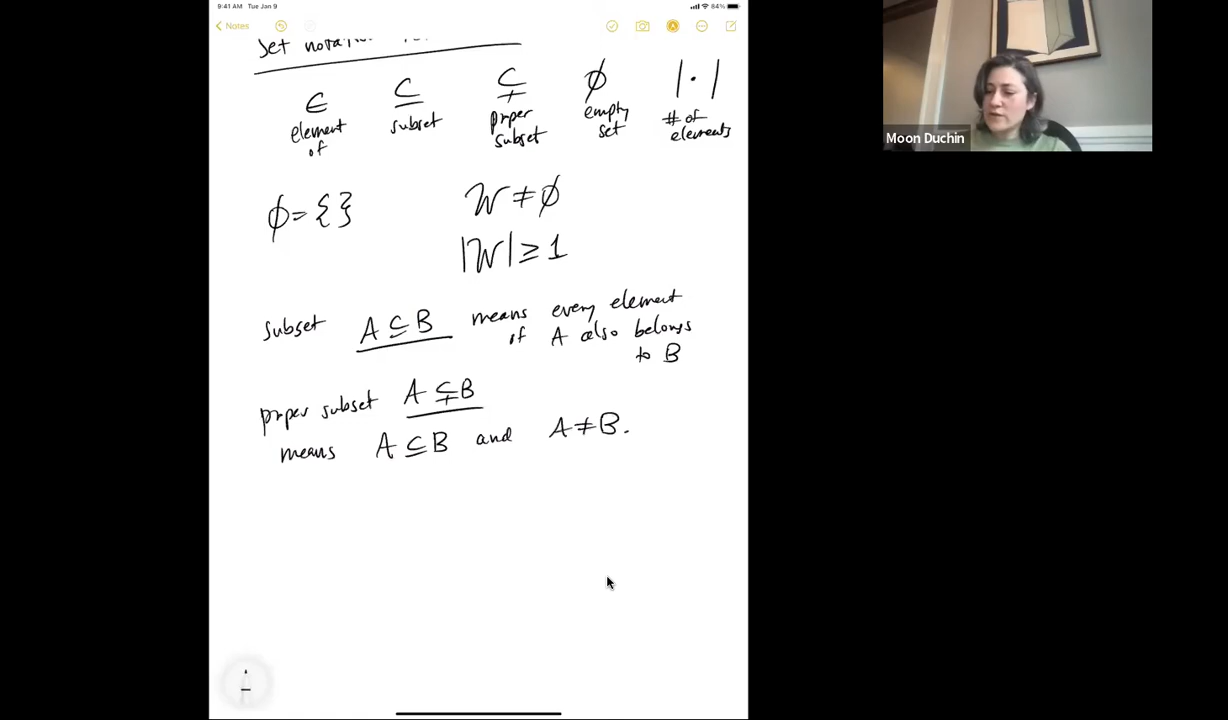 9:41 AM Tue Jan 9
84%
Notes
Set
∈ ⊆ ⊊ ∅ |·|
element of
subset
proper subset
empty set
# of elements
∅ = { }
W ≠ ∅
|W| ≥ 1
subset A ⊆ B means every element
of A also belongs
to B
proper subset A ⊊ B
means A ⊆ B and A ≠ B.
Moon Duchin